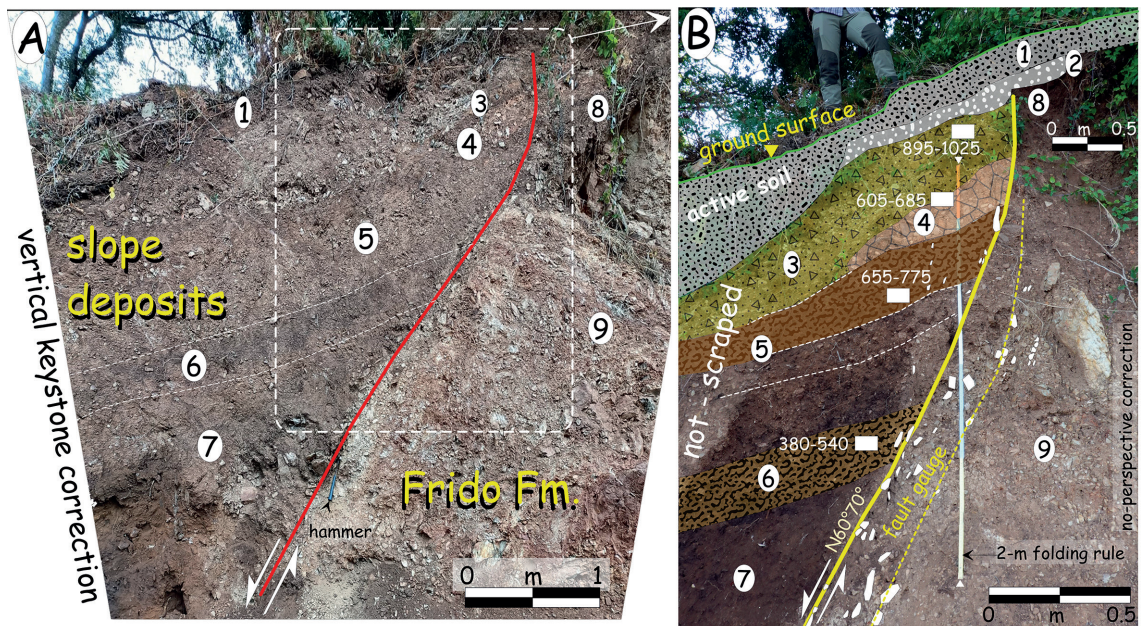 A
1
3
4
8
5
slope
deposits
6
9
7
vertical keystone correction
Frido Fm.
hammer
0 m 1
B
1
2
8
0 m 0.5
ground surface
895-1025
active soil
605-685
4
3
655-775
not - scraped
5
380-540
9
6
N60°70°
fault gauge
no-perspective correction
2-m folding rule
7
0 m 0.5